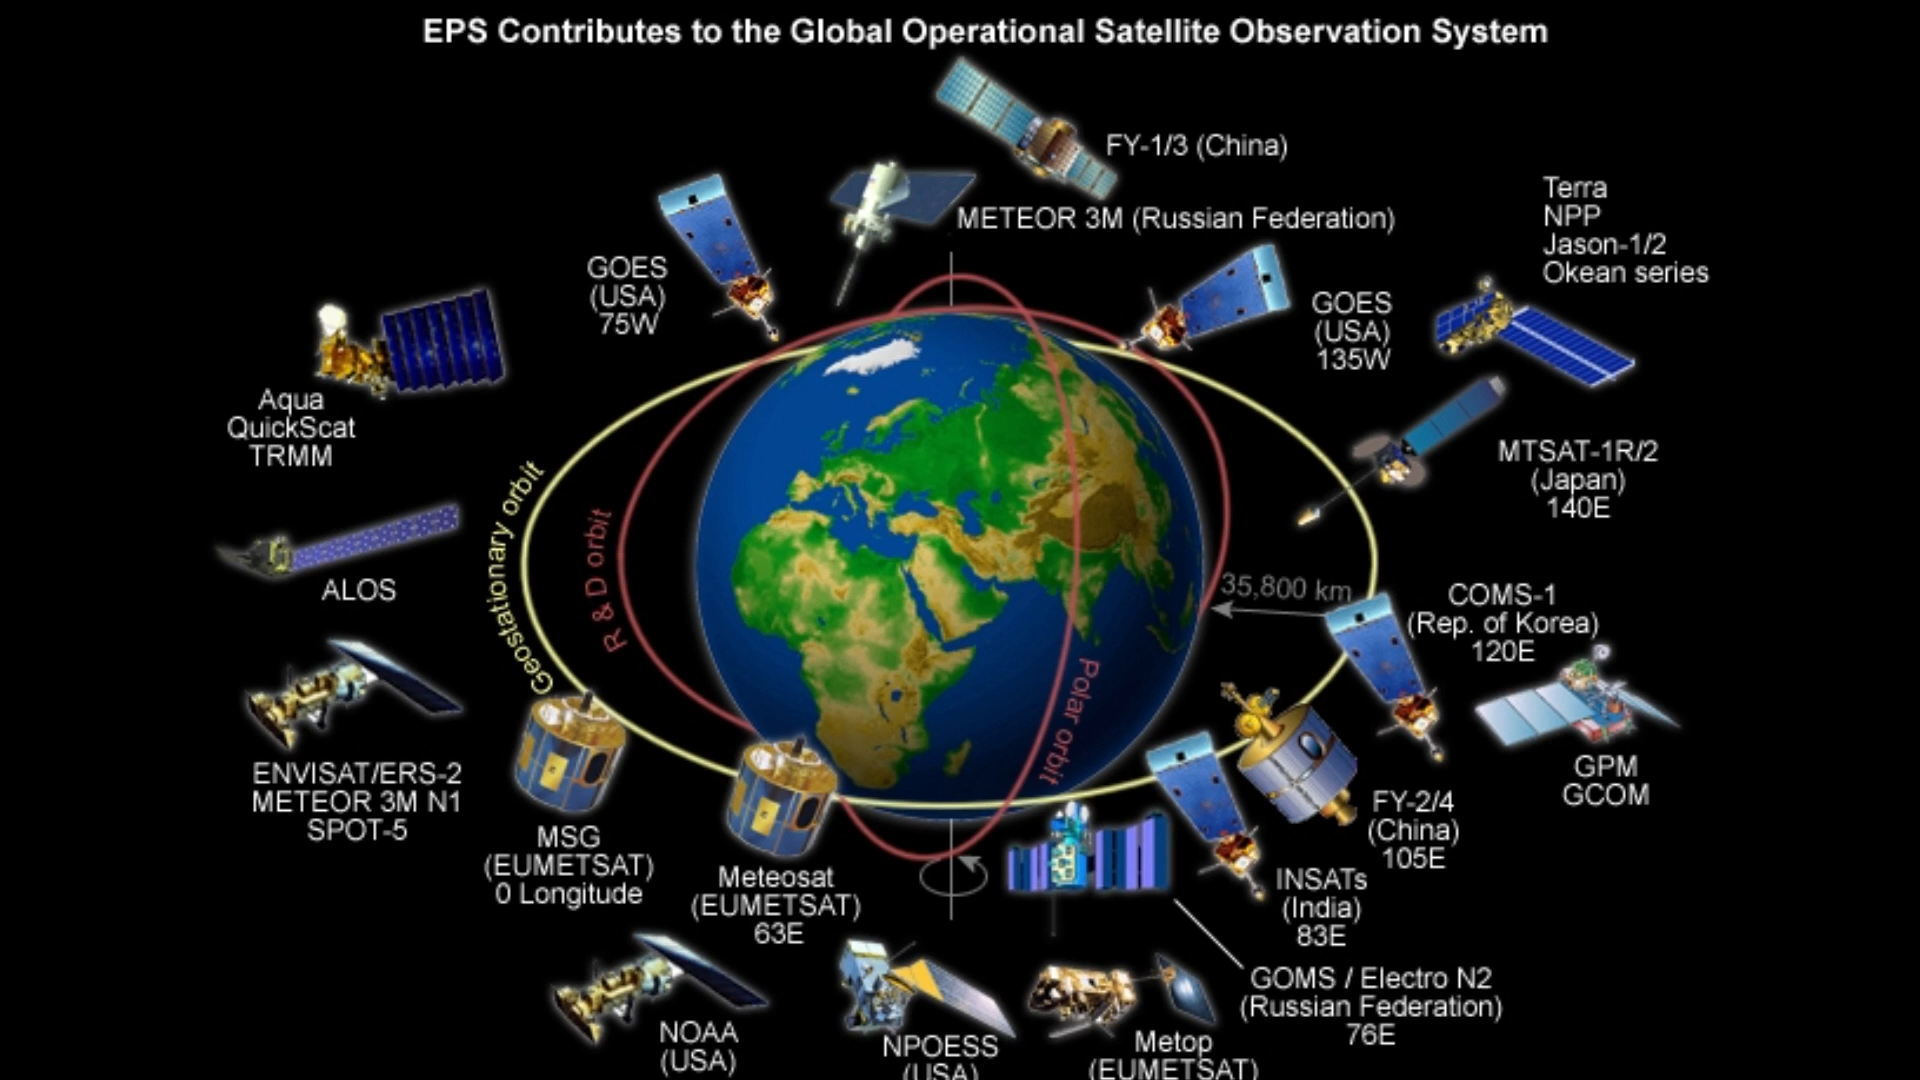 EPS Contributes to the Global Operational Satellite Observation System
FY-1/3 (China)
METEOR 3M (Russian Federation)
Terra
NPP
Jason-1/2
Okean series
GOES
(USA)
75W
GOES
(USA)
135W
Aqua
QuickScat
TRMM
MTSAT-1R/2
(Japan)
140E
Geostationary orbit
R & D orbit
Polar orbit
35,800 km
ALOS
COMS-1
(Rep. of Korea)
120E
ENVISAT/ERS-2
METEOR 3M N1
SPOT-5
GPM
GCOM
MSG
(EUMETSAT)
0 Longitude
Meteosat
(EUMETSAT)
63E
FY-2/4
(China)
105E
INSATs
(India)
83E
GOMS / Electro N2
(Russian Federation)
76E
NOAA
(USA)
NPOESS
(USA)
Metop
(EUMETSAT)